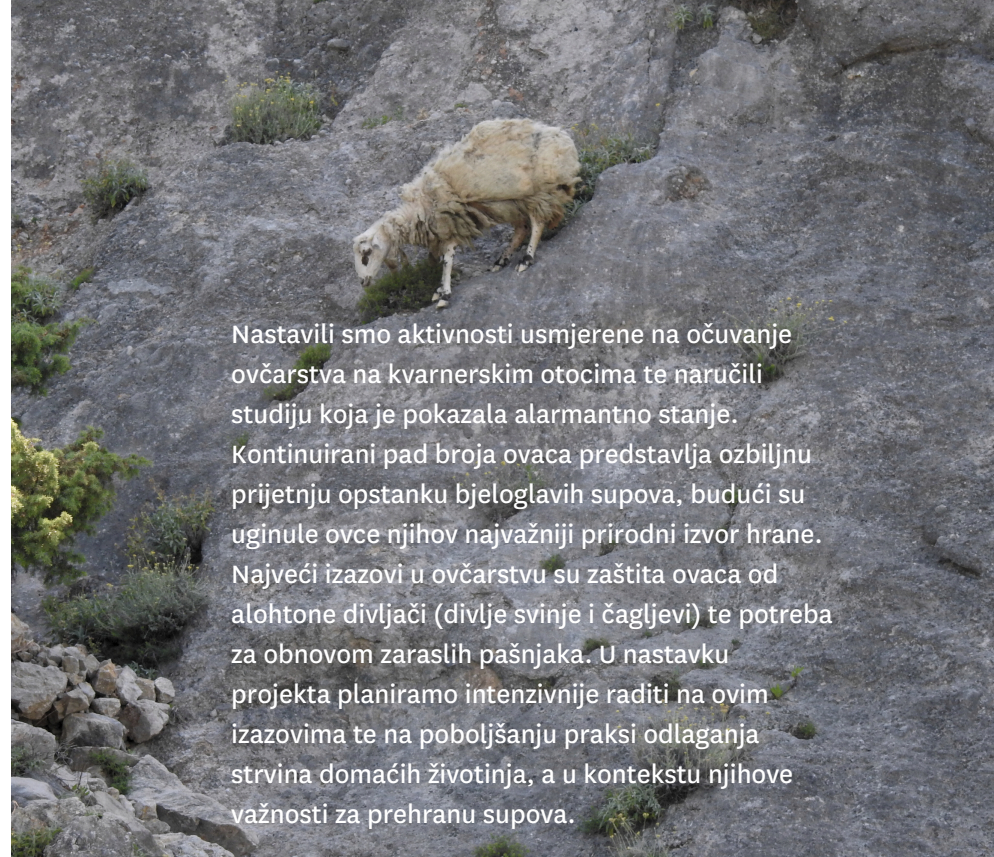 Nastavili smo aktivnosti usmjerene na očuvanje
ovčarstva na kvarnerskim otocima te naručili
studiju koja je pokazala alarmantno stanje.
Kontinuirani pad broja ovaca predstavlja ozbiljnu
prijetnju opstanku bjeloglavih supova, budući su
uginule ovce njihov najvažniji prirodni izvor hrane.
Najveći izazovi u ovčarstvu su zaštita ovaca od
alohtone divljači (divlje svinje i čagljevi) te potreba
za obnovom zaraslih pašnjaka. U nastavku
projekta planiramo intenzivnije raditi na ovim
izazovima te na poboljšanju praksi odlaganja
strvina domaćih životinja, a u kontekstu njihove
važnosti za prehranu supova.